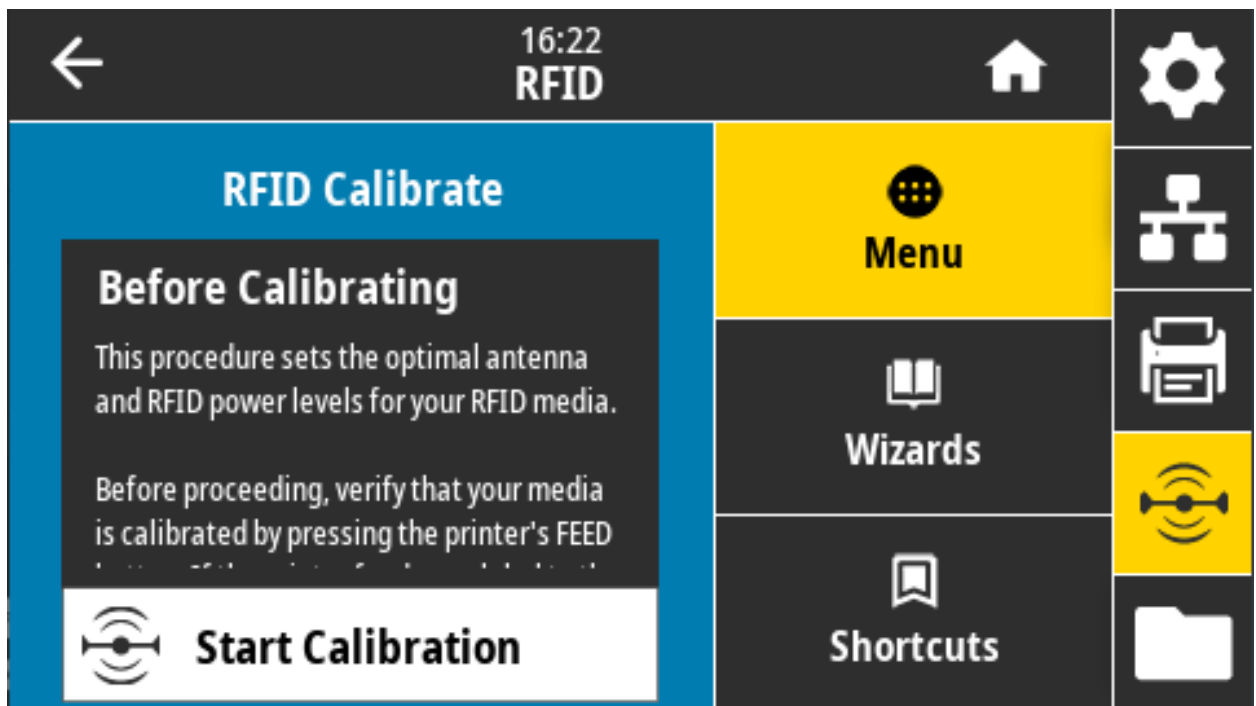 16:22
RFID
RFID Calibrate
Before Calibrating
This procedure sets the optimal antenna
and RFID power levels for your RFID media.
Before proceeding, verify that your media
is calibrated by pressing the printer's FEED
Start Calibration
Menu
Wizards
Shortcuts